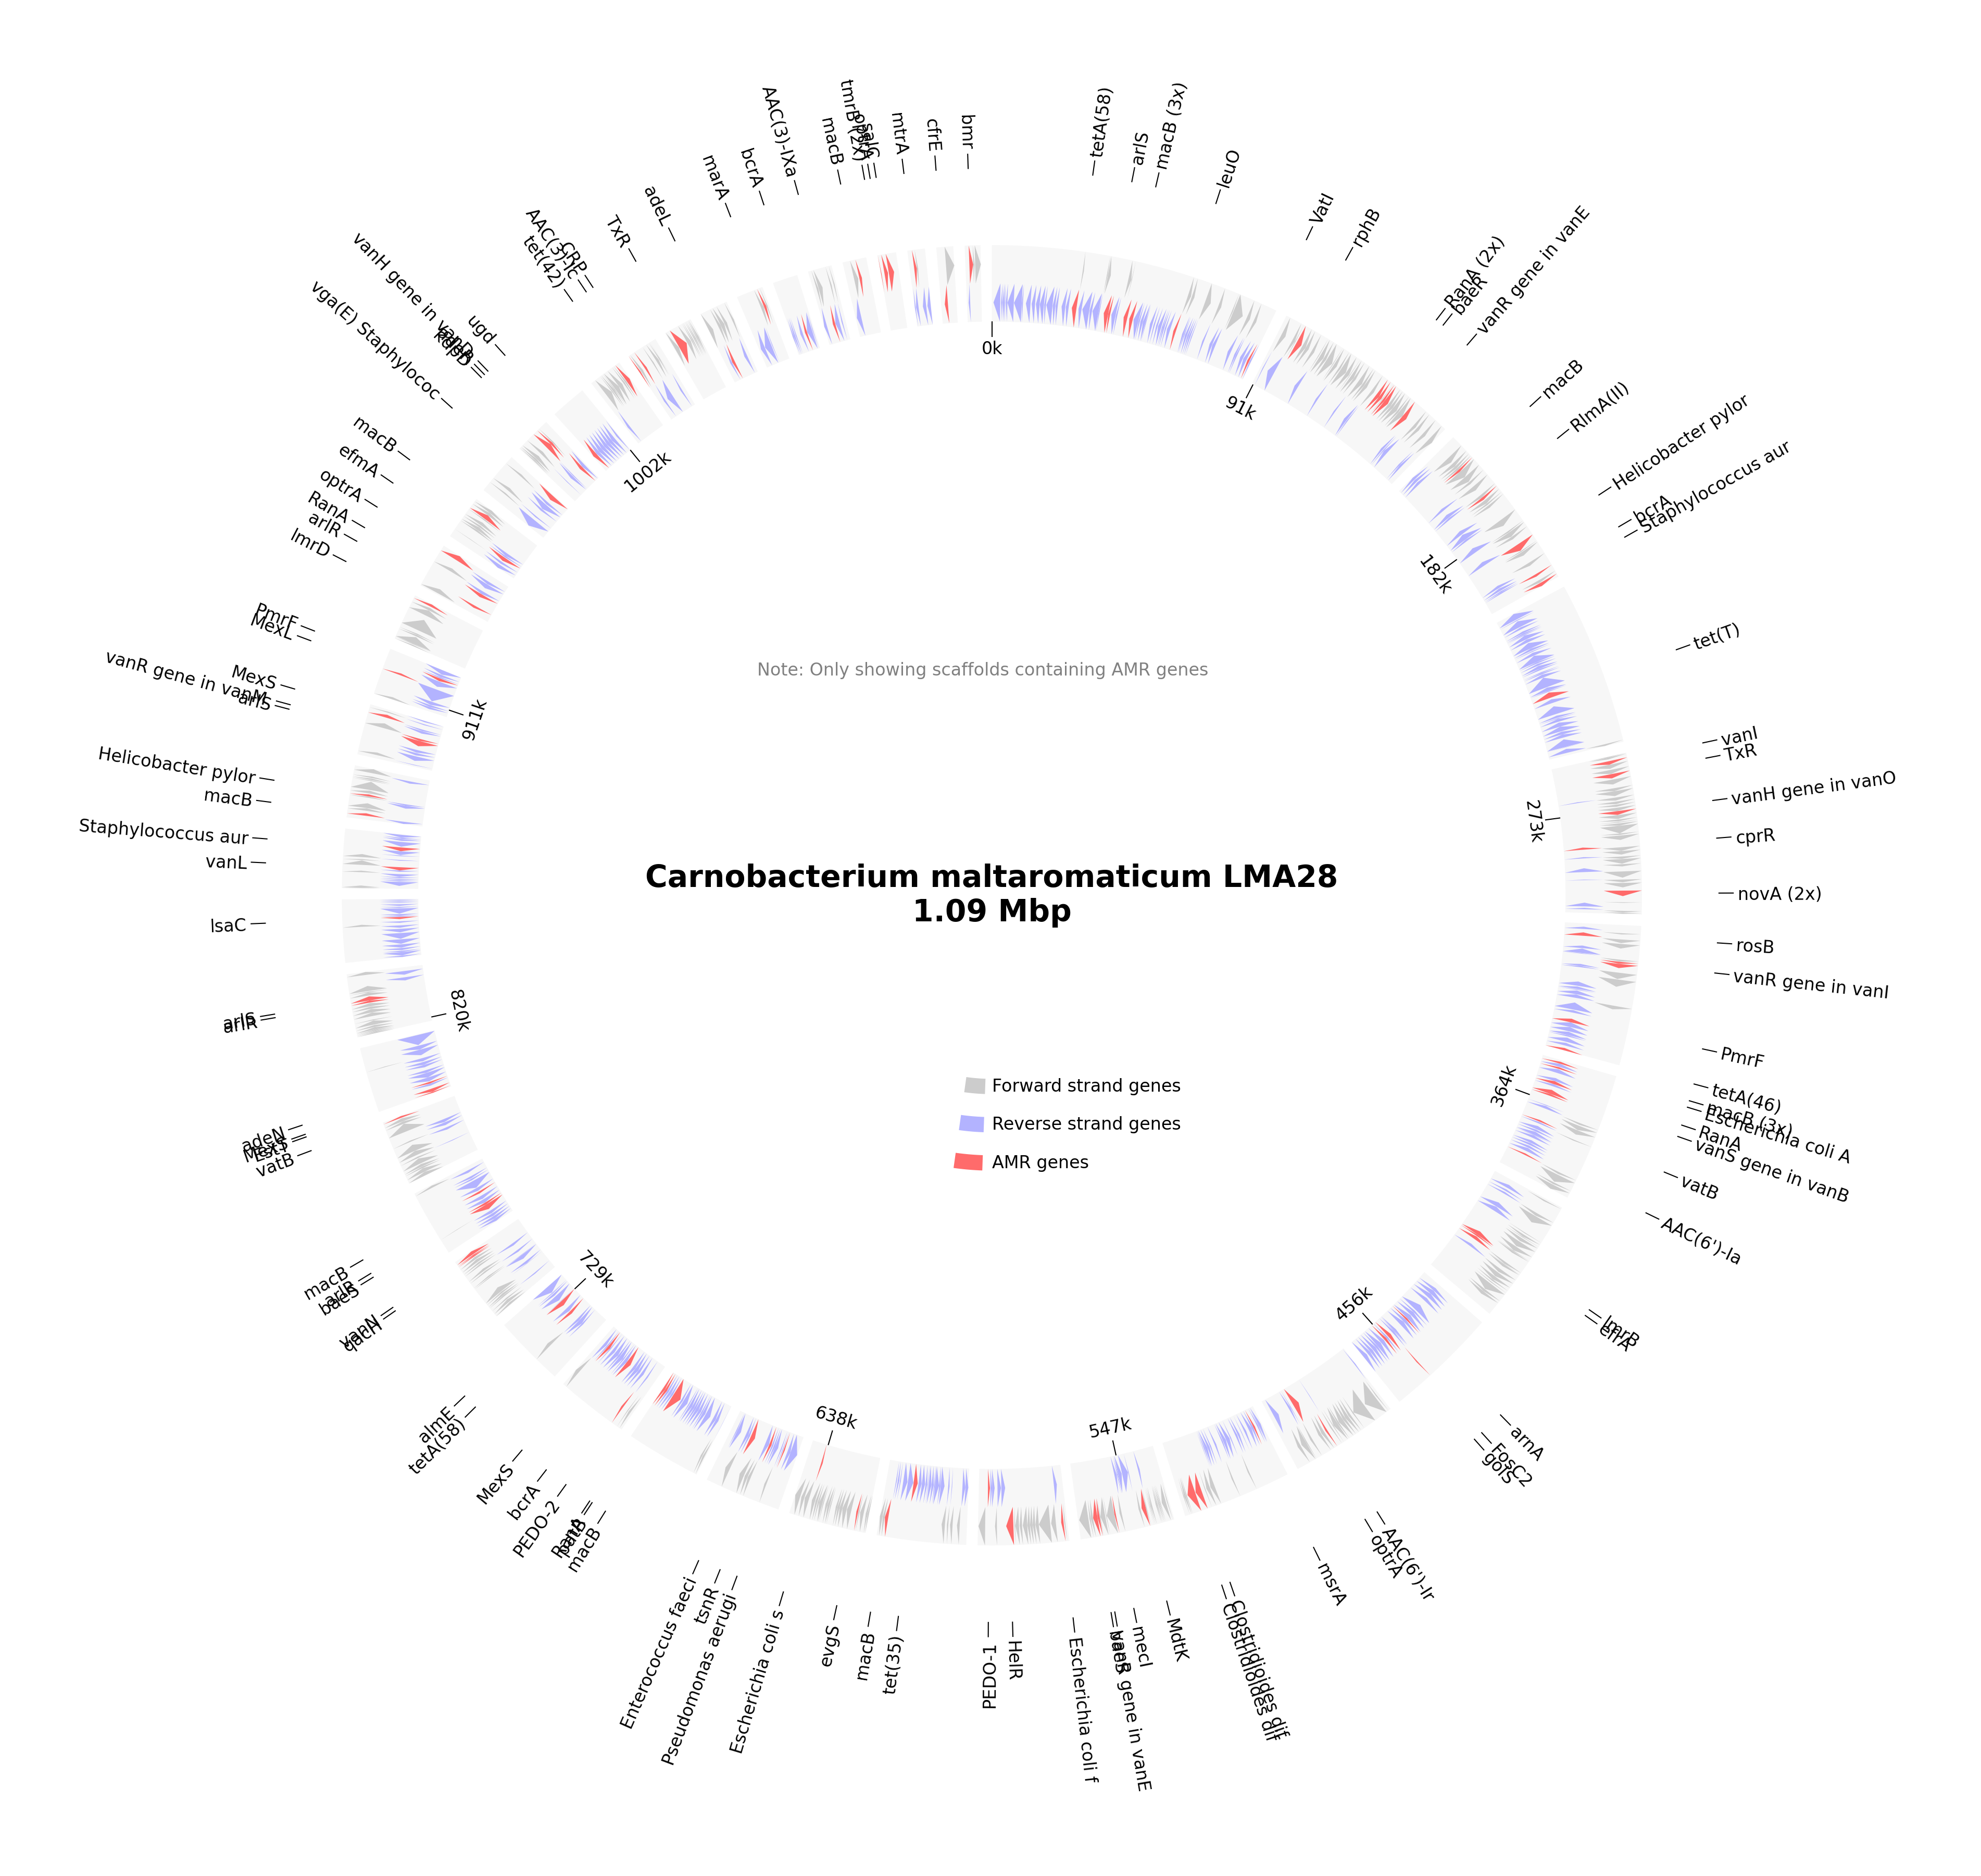 tetA(58)
arlS
macB (3x)
leuO
VatI
rphB
RanA (2x)
baeR
vanR gene in vanE
macB
RlmA(II)
Helicobacter pylor
bcrA
Staphylococcus aur
tet(T)
vanI
TxR
vanH gene in vanO
cprR
novA (2x)
rosB
vanR gene in vanI
PmrF
tetA(46)
macB (3x)
Escherichia coli A
RanA
vanS gene in vanB
vatB
AAC(6')-Ia
lmrB
efrA
arnA
FosC2
golS
AAC(6')-Ir
optrA
msrA
Clostridioides dif
Clostridioides dif
MdtK
mecI
vanR gene in vanE
baeS
Escherichia coli f
HelR
PEDO-1
tet(35)
macB
evgS
Escherichia coli s
Pseudomonas aerugi
tsnR
Enterococcus faeci
macB
patB
RanA
PEDO-2
bcrA
MexS
tetA(58)
almE
qacH
vanN
baeS
arlR
macB
vatB
MexS
adeN
arlR
arlS
lsaC
vanL
Staphylococcus aur
macB
Helicobacter pylor
arlS
vanR gene in vanM
MexS
MexL
PmrF
lmrD
arlR
RanA
optrA
efmA
macB
vga(E) Staphylococ
kdpD
vanH gene in vanD
ugd
tet(42)
AAC(3)-Ic
CRP
TxR
adeL
marA
bcrA
AAC(3)-IXa
macB
tmrB (2x)
optrA
salC
mtrA
cfrE
bmr
0k
91k
182k
273k
364k
456k
547k
638k
729k
820k
911k
1002k
Note: Only showing scaffolds containing AMR genes
Carnobacterium maltaromaticum LMA28
1.09 Mbp
Forward strand genes
Reverse strand genes
AMR genes